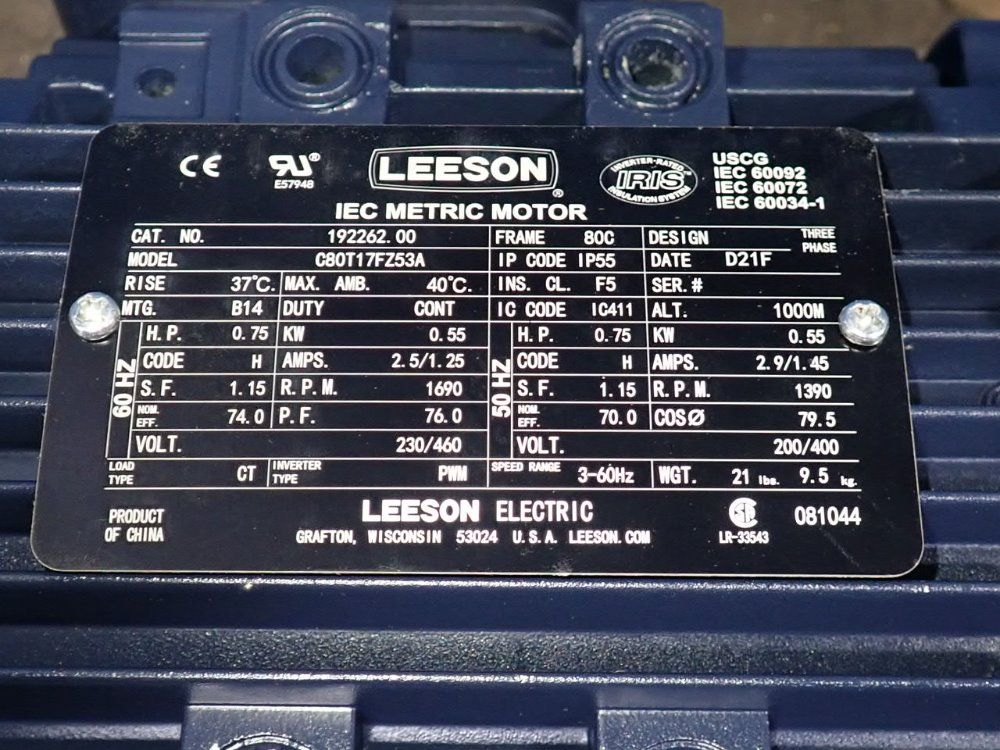 CE
RU®
E57948
LEESON®
INVERTER-RATED
IRIS
INSULATION SYSTEM
USCG
IEC 60092
IEC 60072
IEC 60034-1
IEC METRIC MOTOR
CAT. NO. 192262.00 FRAME 80C DESIGN THREE PHASE
MODEL C80T17FZ53A IP CODE IP55 DATE D21F
RISE 37°C. MAX. AMB. 40°C. INS. CL. F5 SER.#
MTG. B14 DUTY CONT IC CODE IC411 ALT. 1000M
60 HZ
H.P. 0.75 KW 0.55
CODE H AMPS. 2.5/1.25
S.F. 1.15 R.P.M. 1690
NOM. EFF. 74.0 P.F. 76.0
VOLT. 230/460
50 HZ
H.P. 0.75 KW 0.55
CODE H AMPS. 2.9/1.45
S.F. 1.15 R.P.M. 1390
NOM. EFF. 70.0 COSØ 79.5
VOLT. 200/400
LOAD TYPE CT INVERTER TYPE PWM SPEED RANGE 3-60Hz WGT. 21 lbs. 9.5 kg.
PRODUCT
OF CHINA
LEESON ELECTRIC
GRAFTON, WISCONSIN 53024 U.S.A. LEESON.COM
LR-33543
081044